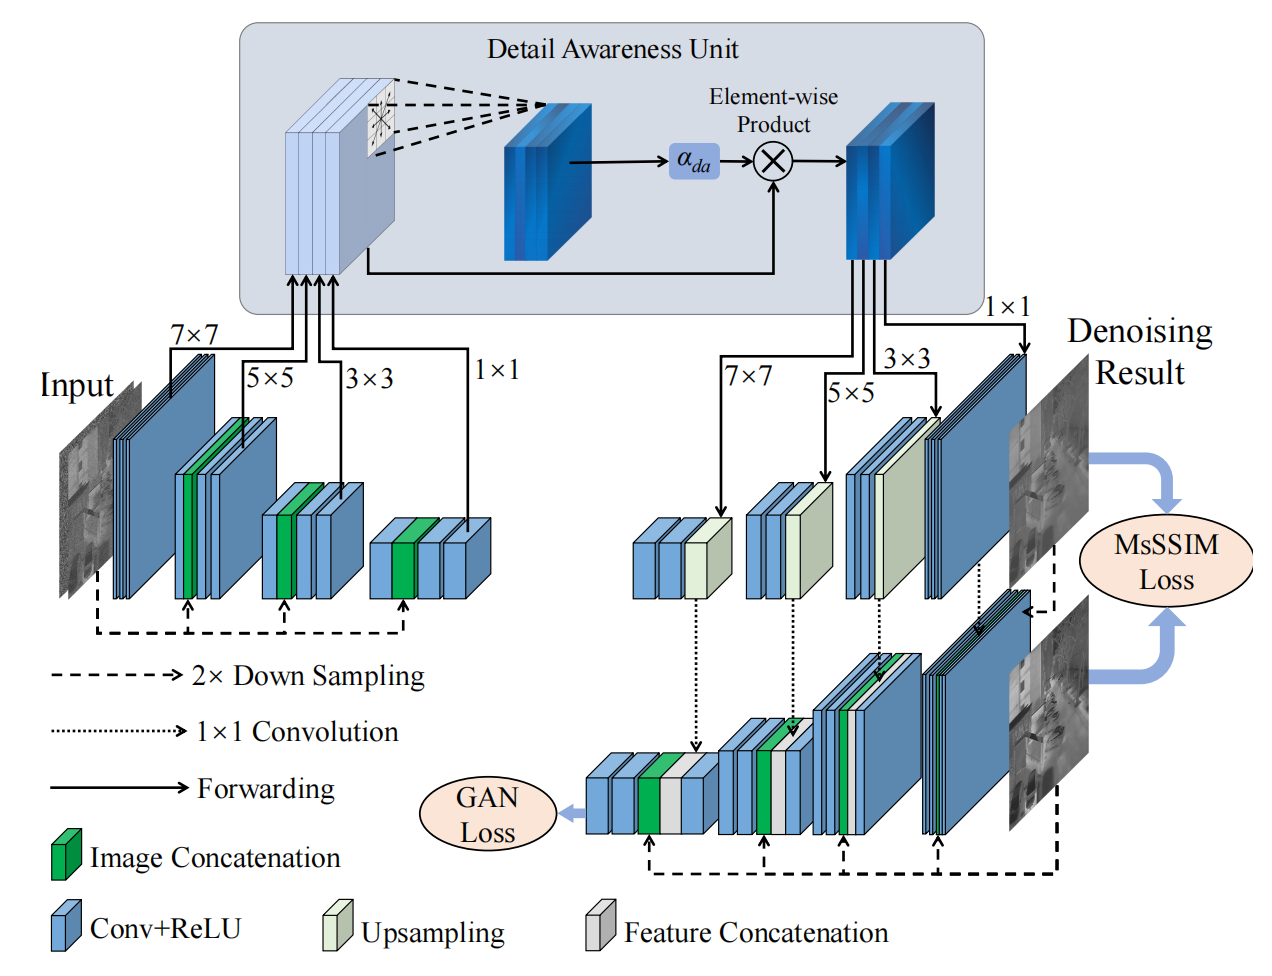 Detail Awareness Unit
Element-wise
Product
α_da
7×7
5×5
3×3
1×1
Input
7×7
5×5
3×3
1×1
Denoising
Result
MsSSIM
Loss
2× Down Sampling
1×1 Convolution
Forwarding
GAN
Loss
Image Concatenation
Conv+ReLU
Upsampling
Feature Concatenation